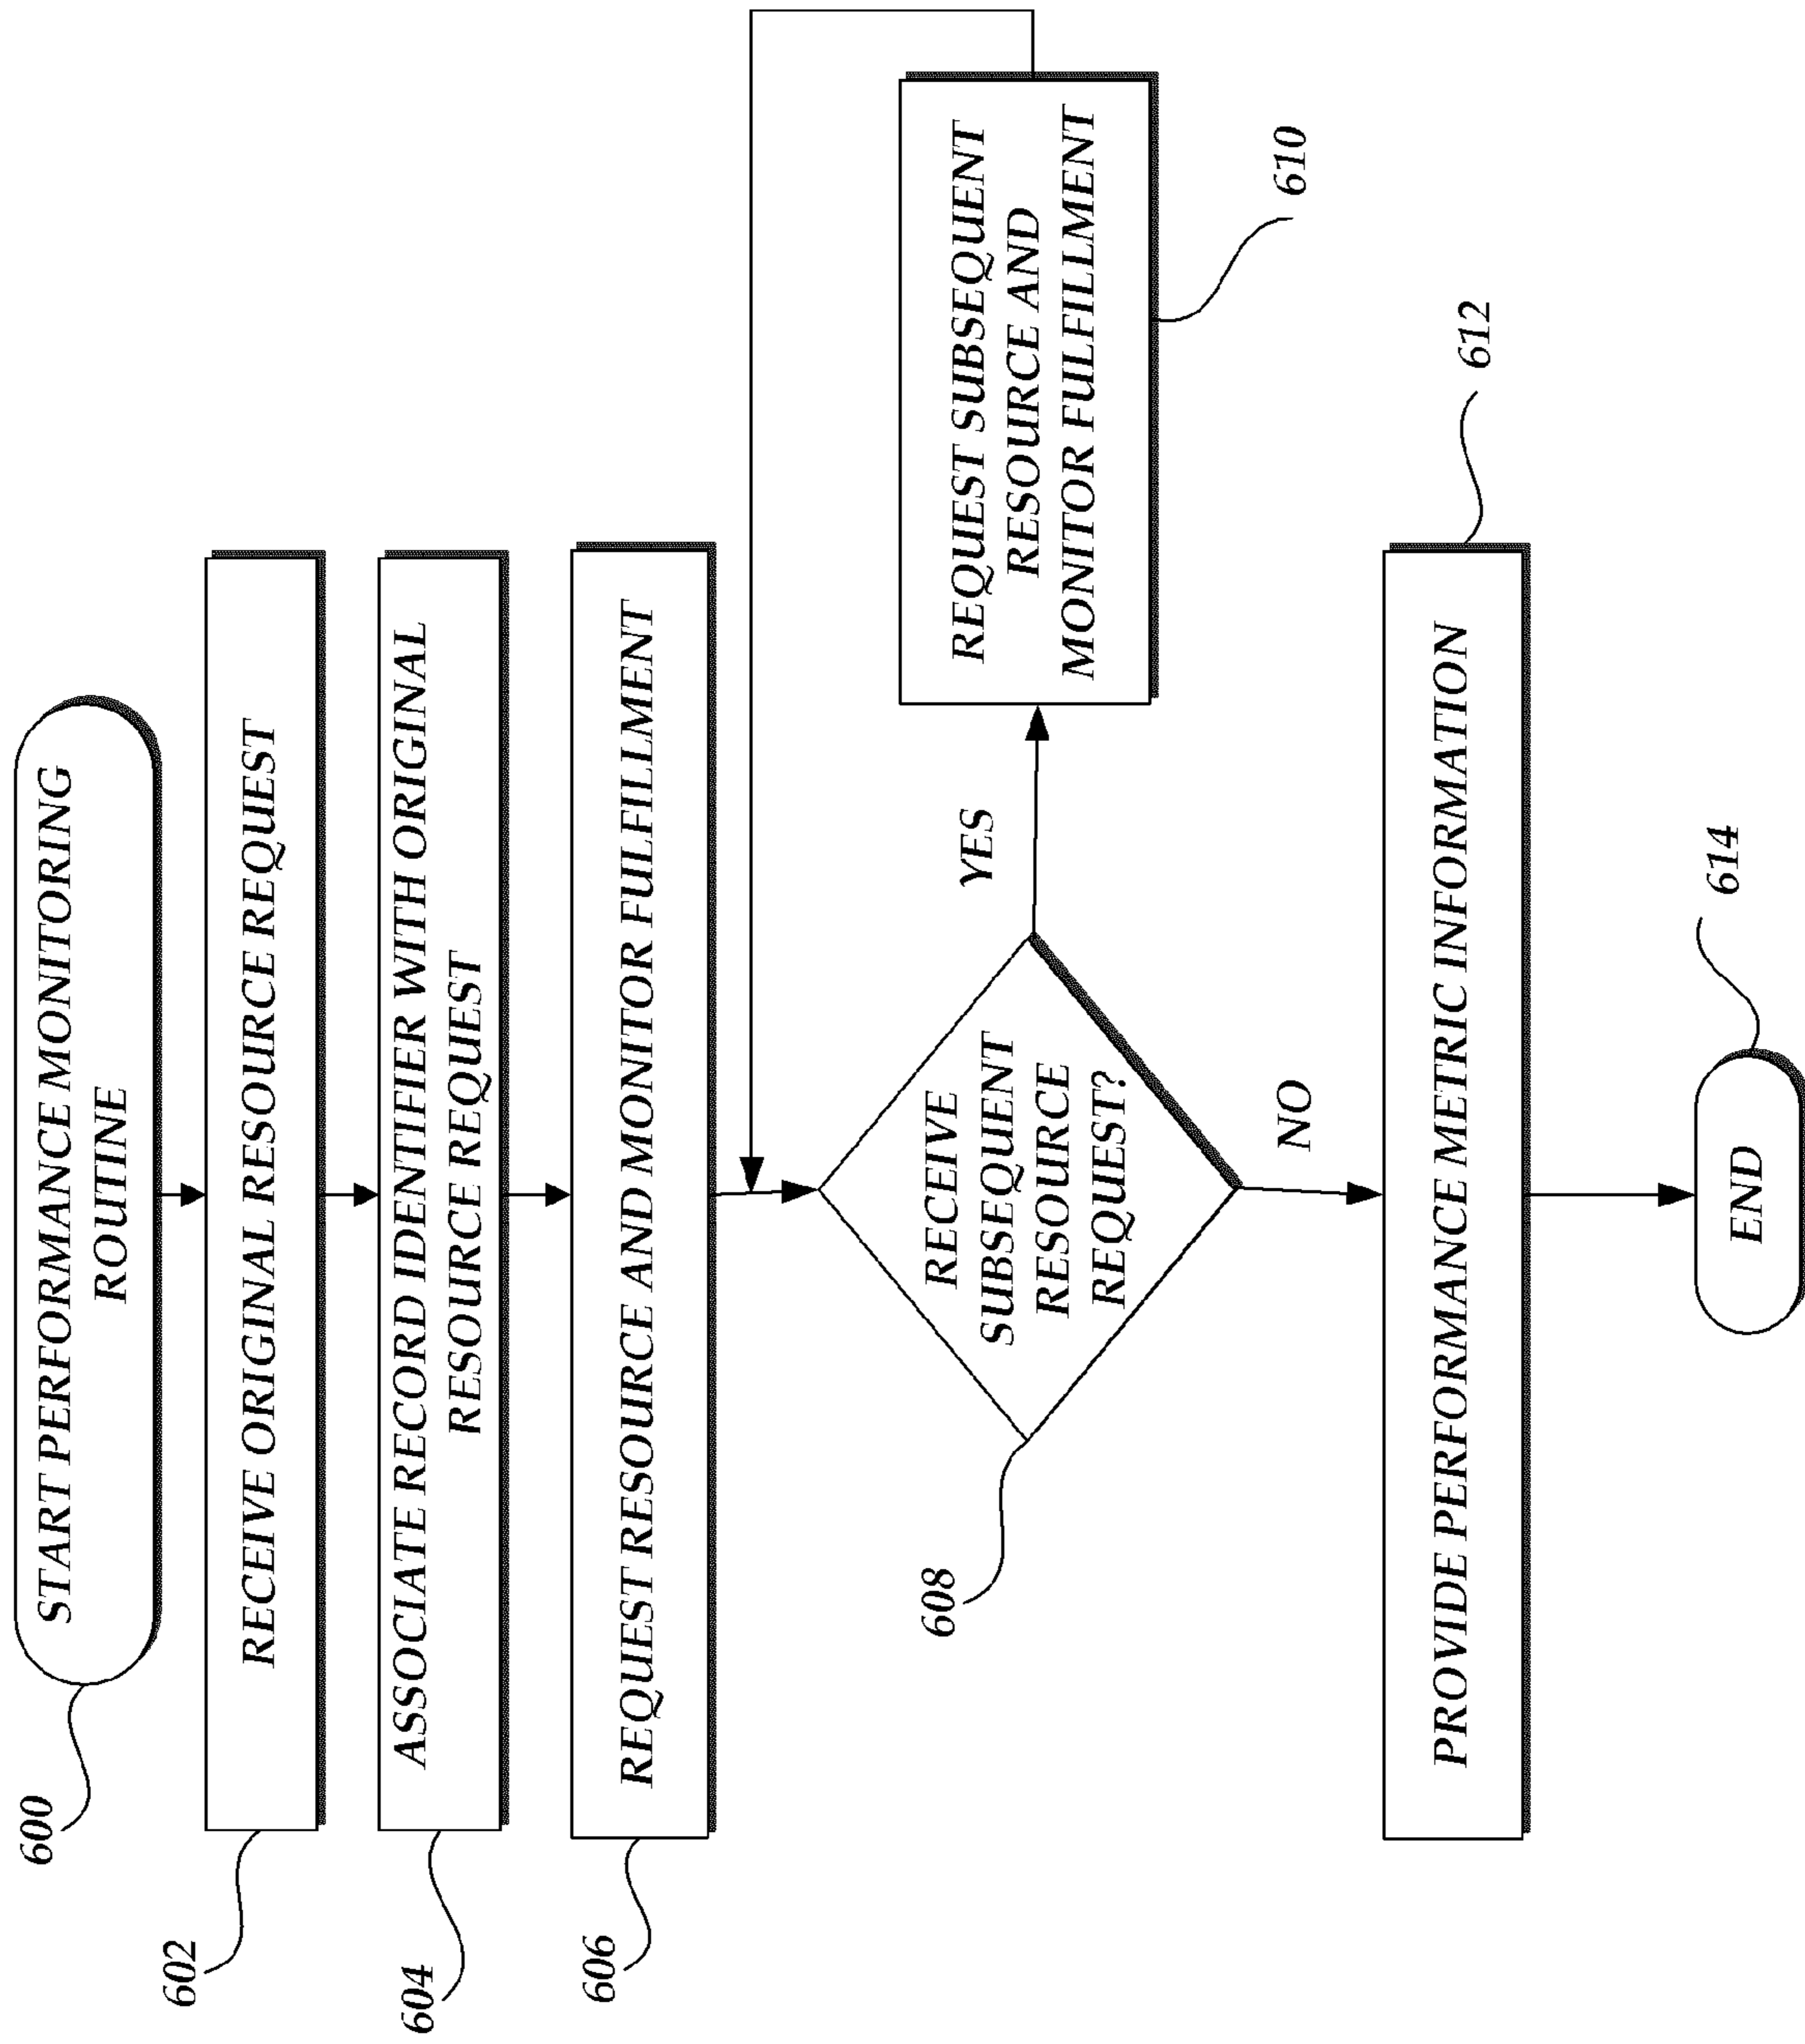 600
START PERFORMANCE MONITORING
ROUTINE
602
RECEIVE ORIGINAL RESOURCE REQUEST
604
ASSOCIATE RECORD IDENTIFIER WITH ORIGINAL
RESOURCE REQUEST
606
REQUEST RESOURCE AND MONITOR FULFILLMENT
608
RECEIVE
SUBSEQUENT
RESOURCE
REQUEST?
YES
REQUEST SUBSEQUENT
RESOURCE AND
MONITOR FULFILLMENT
610
NO
612
PROVIDE PERFORMANCE METRIC INFORMATION
614
END